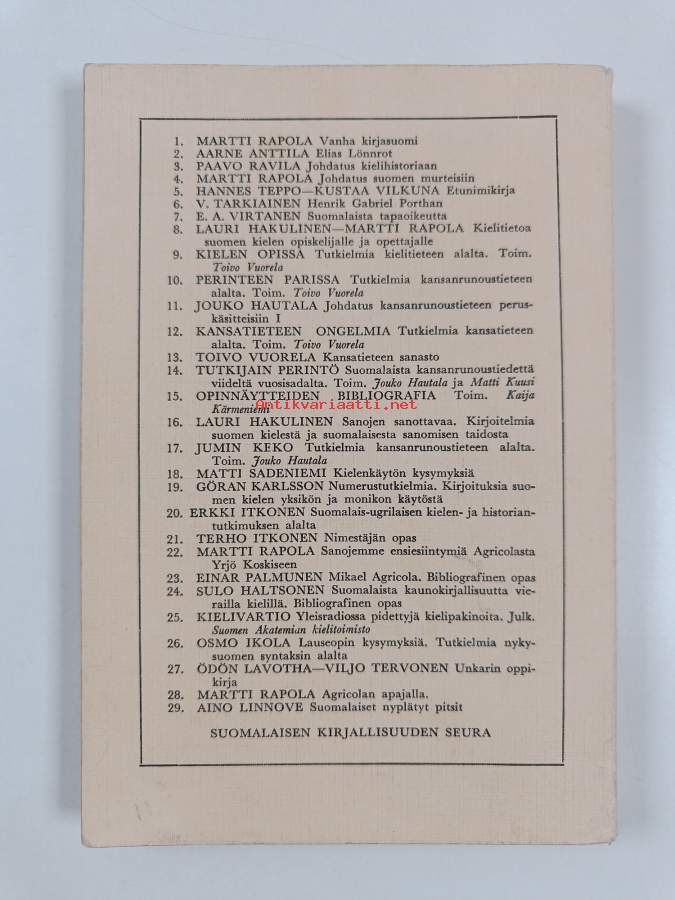 1. MARTTI RAPOLA Vanha kirjasuomi
2. AARNE ANTTILA Elias Lönnrot
3. PAAVO RAVILA Johdatus kielihistoriaan
4. MARTTI RAPOLA Johdatus suomen murteisiin
5. HANNES TEPPO—KUSTAA VILKUNA Etunimikirja
6. V. TARKIAINEN Henrik Gabriel Porthan
7. E. A. VIRTANEN Suomalaista tapaoikeutta
8. LAURI HAKULINEN—MARTTI RAPOLA Kielitietoa
suomen kielen opiskelijalle ja opettajalle
9. KIELEN OPISSA Tutkielmia kielitieteen alalta. Toim.
Toivo Vuorela
10. PERINTEEN PARISSA Tutkielmia kansanrunoustieteen
alalta. Toim. Toivo Vuorela
11. JOUKO HAUTALA Johdatus kansanrunoustieteen perus-
käsitteisiin I
12. KANSATIETEEN ONGELMIA Tutkielmia kansatieteen
alalta. Toim. Toivo Vuorela
13. TOIVO VUORELA Kansatieteen sanasto
14. TUTKIJAIN PERINTÖ Suomalaista kansanrunoustiedettä
viideltä vuosisadalta. Toim. Jouko Hautala ja Matti Kuusi
15. OPINNÄYTTEIDEN BIBLIOGRAFIA Toim. Kaija
Antikvariaatti.net
Kärmeniemi
16. LAURI HAKULINEN Sanojen sanottavaa. Kirjoitelmia
suomen kielestä ja suomalaisesta sanomisen taidosta
17. JUMIN KEKO Tutkielmia kansanrunoustieteen alalta.
Toim. Jouko Hautala
18. MATTI SADENIEMI Kielenkäytön kysymyksiä
19. GÖRAN KARLSSON Numerustutkielmia. Kirjoituksia suo-
men kielen yksikön ja monikon käytöstä
20. ERKKI ITKONEN Suomalais-ugrilaisen kielen- ja historian-
tutkimuksen alalta
21. TERHO ITKONEN Nimestäjän opas
22. MARTTI RAPOLA Sanojemme ensiesiintymiä Agricolasta
Yrjö Koskiseen
23. EINAR PALMUNEN Mikael Agricola. Bibliografinen opas
24. SULO HALTSONEN Suomalaista kaunokirjallisuutta vie-
railla kielillä. Bibliografinen opas
25. KIELIVARTIO Yleisradiossa pidettyjä kielipakinoita. Julk.
Suomen Akatemian kielitoimisto
26. OSMO IKOLA Lauseopin kysymyksiä. Tutkielmia nyky-
suomen syntaksin alalta
27. ÖDÖN LAVOTHA—VILJO TERVONEN Unkarin oppi-
kirja
28. MARTTI RAPOLA Agricolan apajalla.
29. AINO LINNOVE Suomalaiset nyplätyt pitsit
SUOMALAISEN KIRJALLISUUDEN SEURA